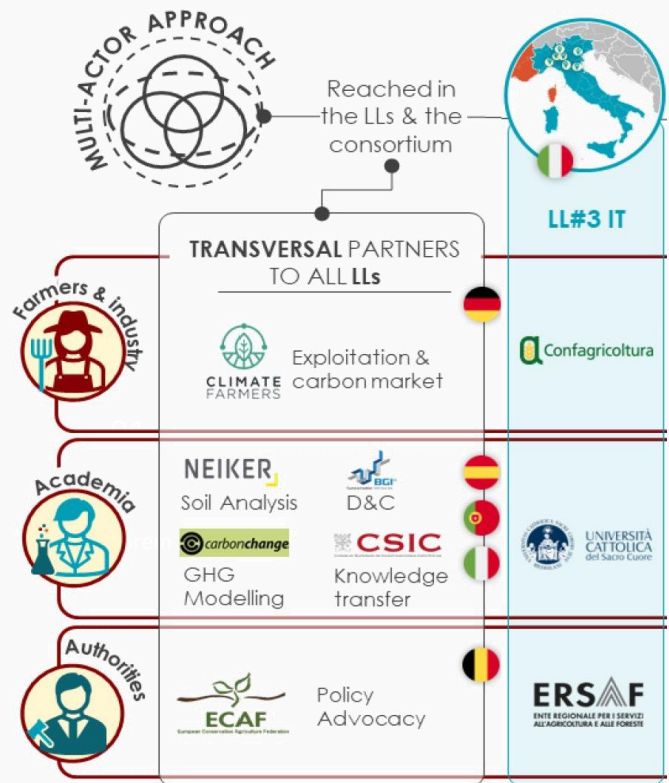 MULTI-ACTOR APPROACH
Reached in
the LLs & the
consortium
LL#3 IT
TRANSVERSAL PARTNERS
TO ALL LLs
Farmers & industry
CLIMATE
FARMERS
Exploitation &
carbon market
Confagricoltura
Academia
NEIKER
Soil Analysis
BGI
D&C
carbonchange
GHG
Modelling
CSIC
Knowledge
transfer
UNIVERSITÀ
CATTOLICA
del Sacro Cuore
Authorities
ECAF
European Conservation Agriculture Federation
Policy
Advocacy
ERSAF
ENTE REGIONALE PER I SERVIZI
ALL'AGRICOLTURA E ALLE FORESTE